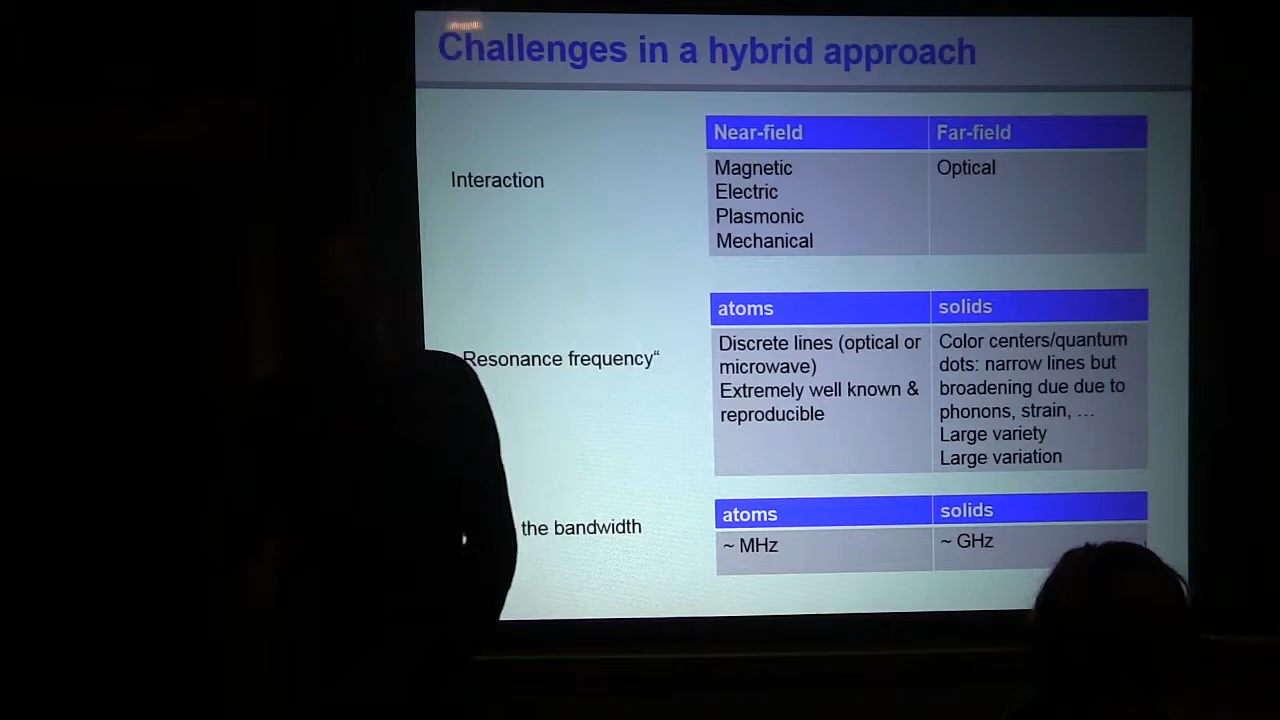 Challenges in a hybrid approach
Interaction
Near-field Far-field
Magnetic Optical
Electric
Plasmonic
Mechanical
Resonance frequency“
atoms solids
Discrete lines (optical or
microwave)
Extremely well known &
reproducible
Color centers/quantum
dots: narrow lines but
broadening due due to
phonons, strain, …
Large variety
Large variation
the bandwidth
atoms solids
~ MHz ~ GHz